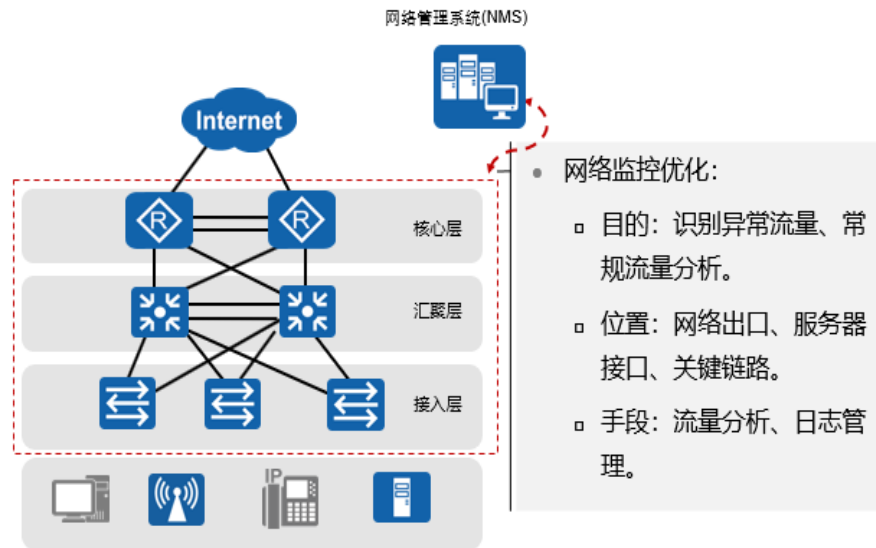 网络管理系统(NMS)
Internet
R
R
核心层
汇聚层
接入层
IP
网络监控优化：
目的：识别异常流量、常
规流量分析。
位置：网络出口、服务器
接口、关键链路。
手段：流量分析、日志管
理。